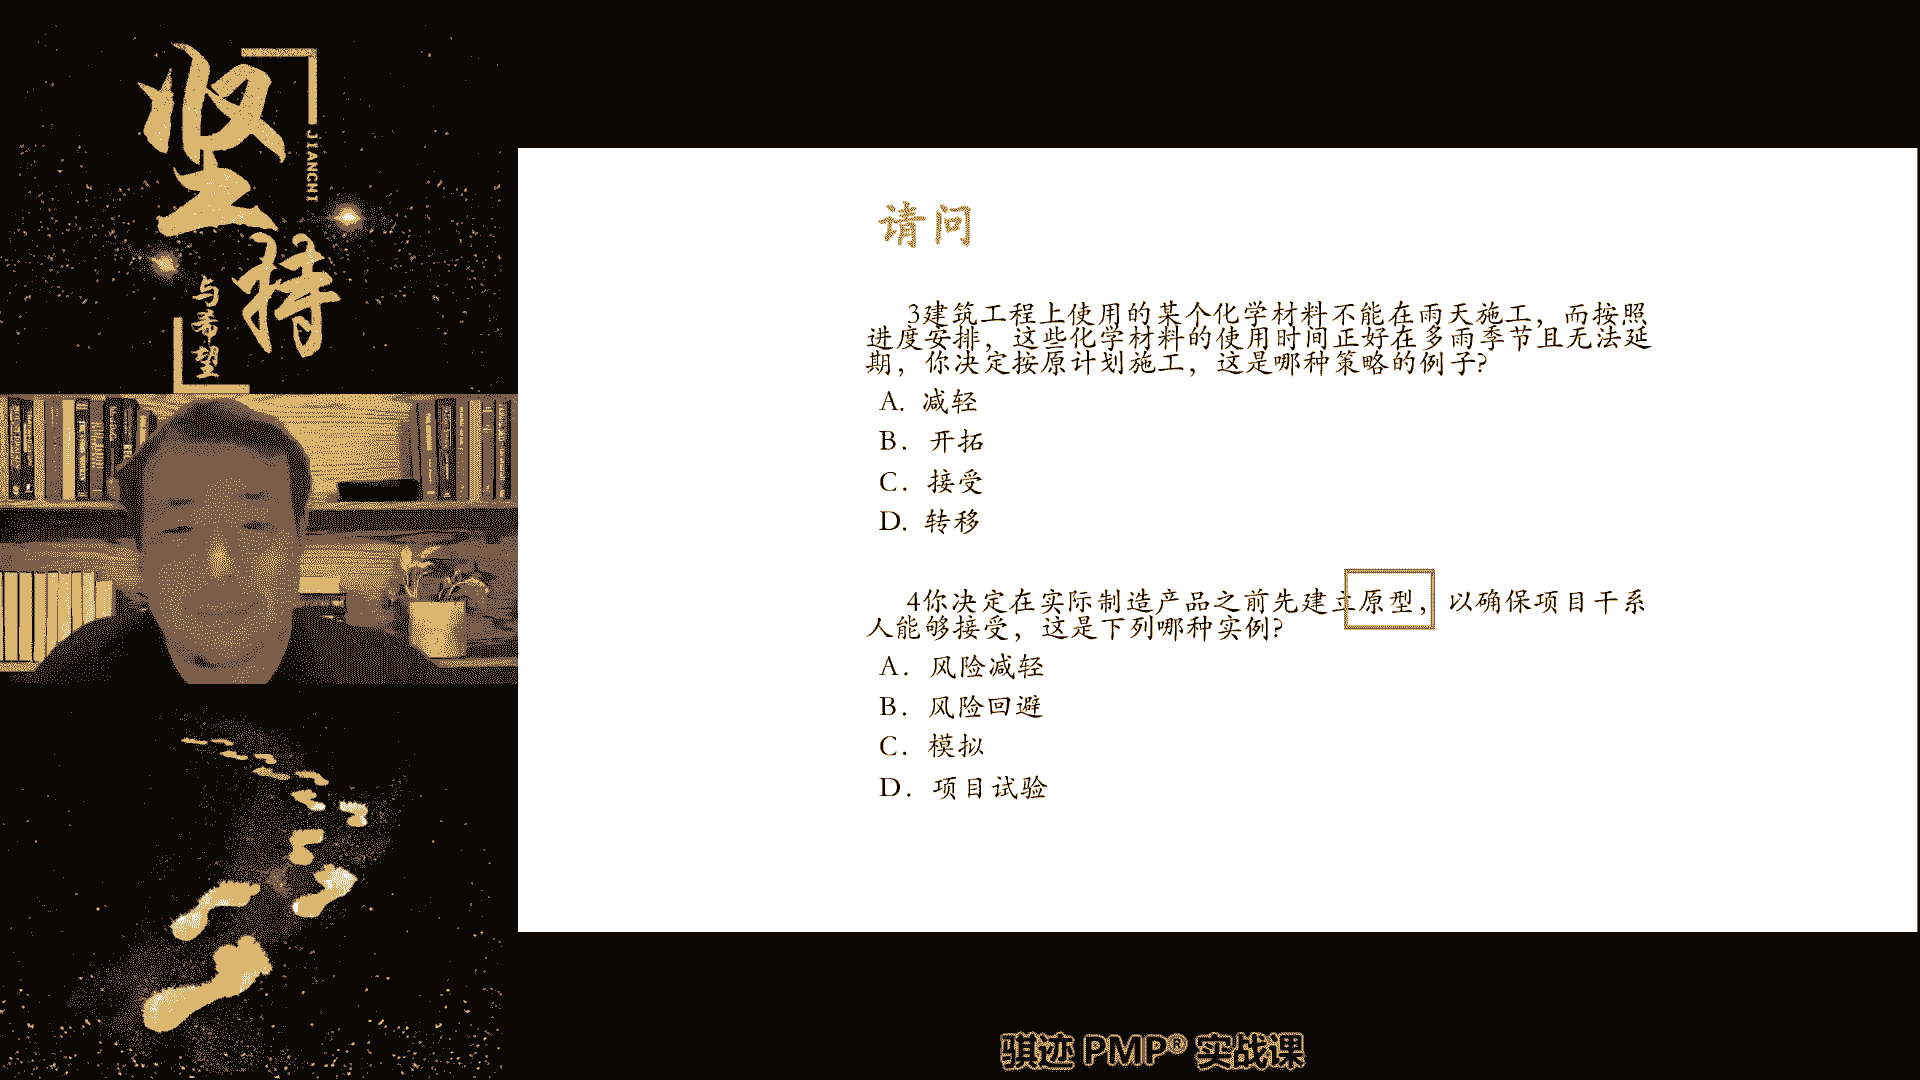 坚持
JIANCHI
与希望
请问
3建筑工程上使用的某个化学材料不能在雨天施工，而按照
进度安排，这些化学材料的使用时间正好在多雨季节且无法延
期，你决定按原计划施工，这是哪种策略的例子?
A. 减轻
B. 开拓
C. 接受
D. 转移
4你决定在实际制造产品之前先建立原型，以确保项目干系
人能够接受，这是下列哪种实例?
A. 风险减轻
B. 风险回避
C. 模拟
D. 项目试验
骐迹 PMP® 实战课